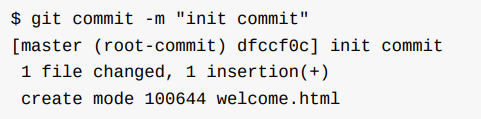 $ git commit -m "init commit"
[master (root-commit) dfccf0c] init commit
 1 file changed, 1 insertion(+)
 create mode 100644 welcome.html